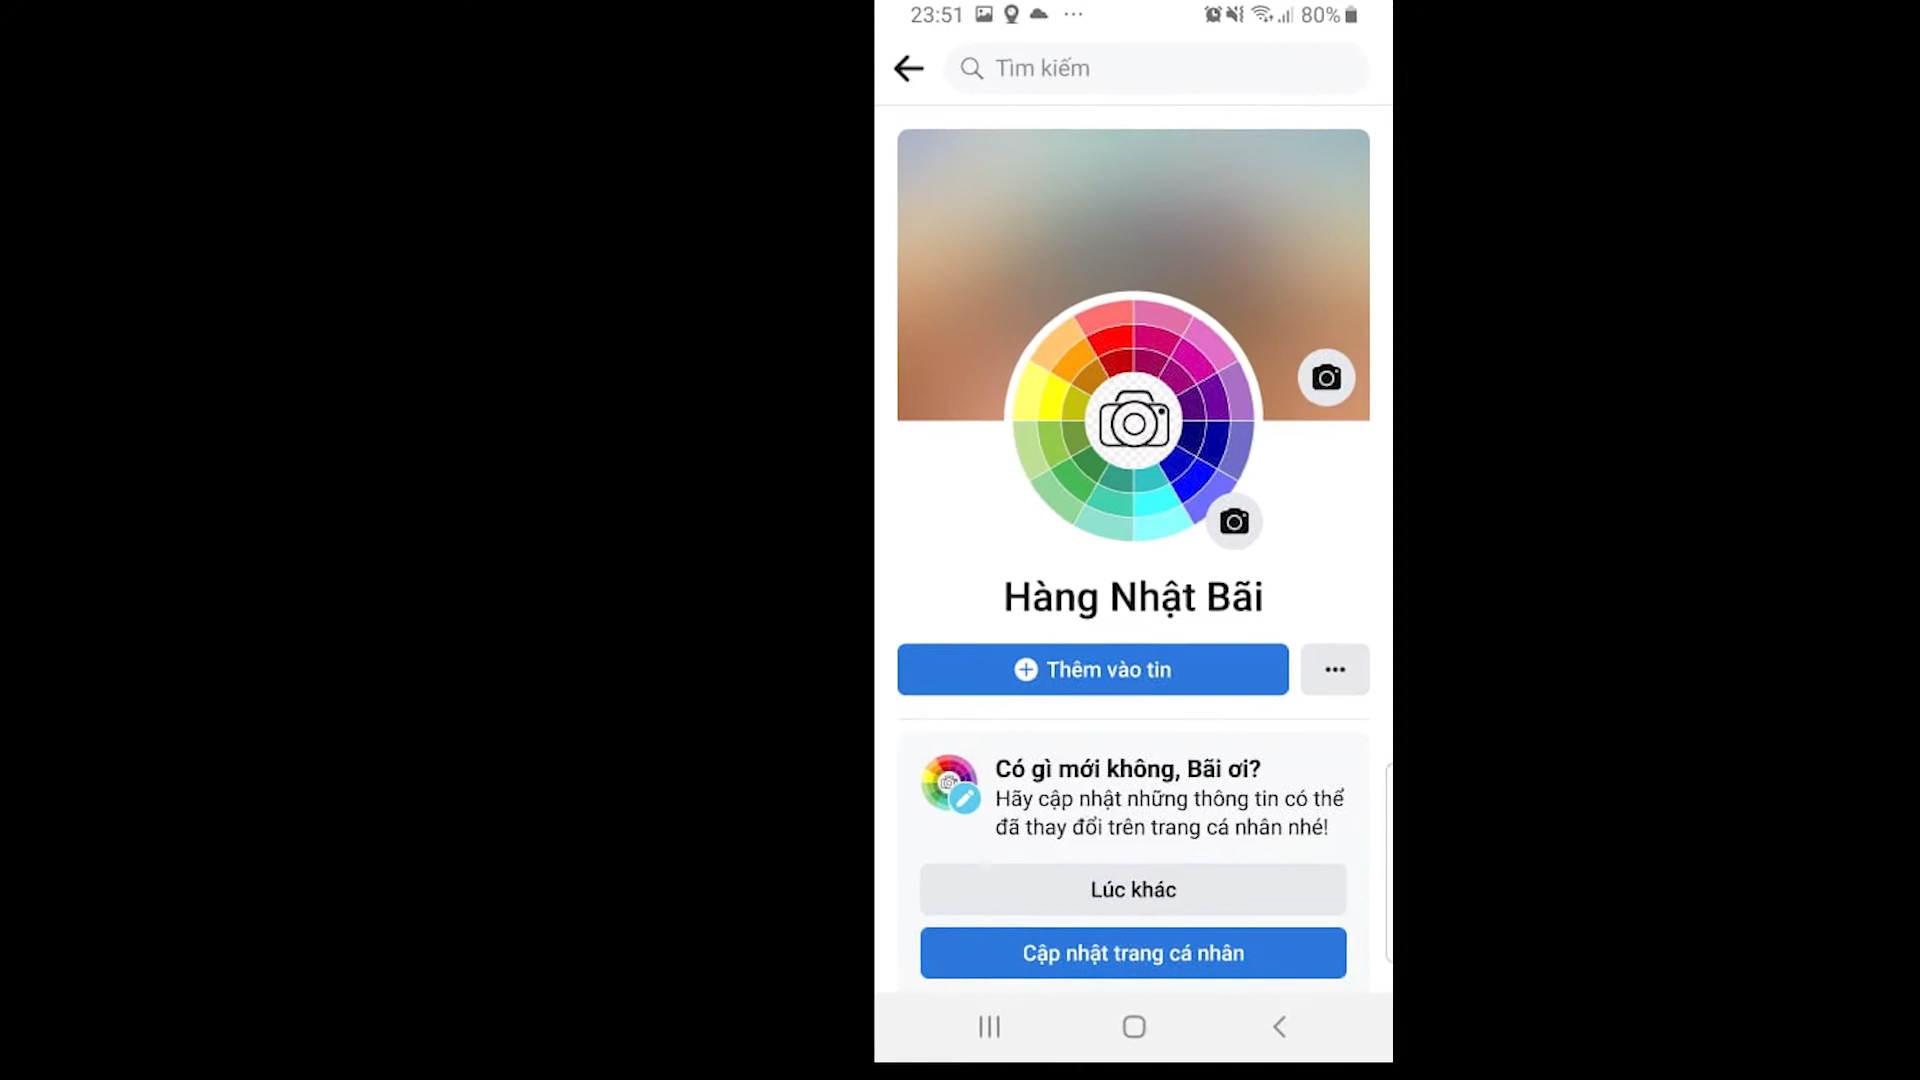 23:51
80%
Tìm kiếm
Hàng Nhật Bãi
Thêm vào tin
Có gì mới không, Bãi ơi?
Hãy cập nhật những thông tin có thể
đã thay đổi trên trang cá nhân nhé!
Lúc khác
Cập nhật trang cá nhân